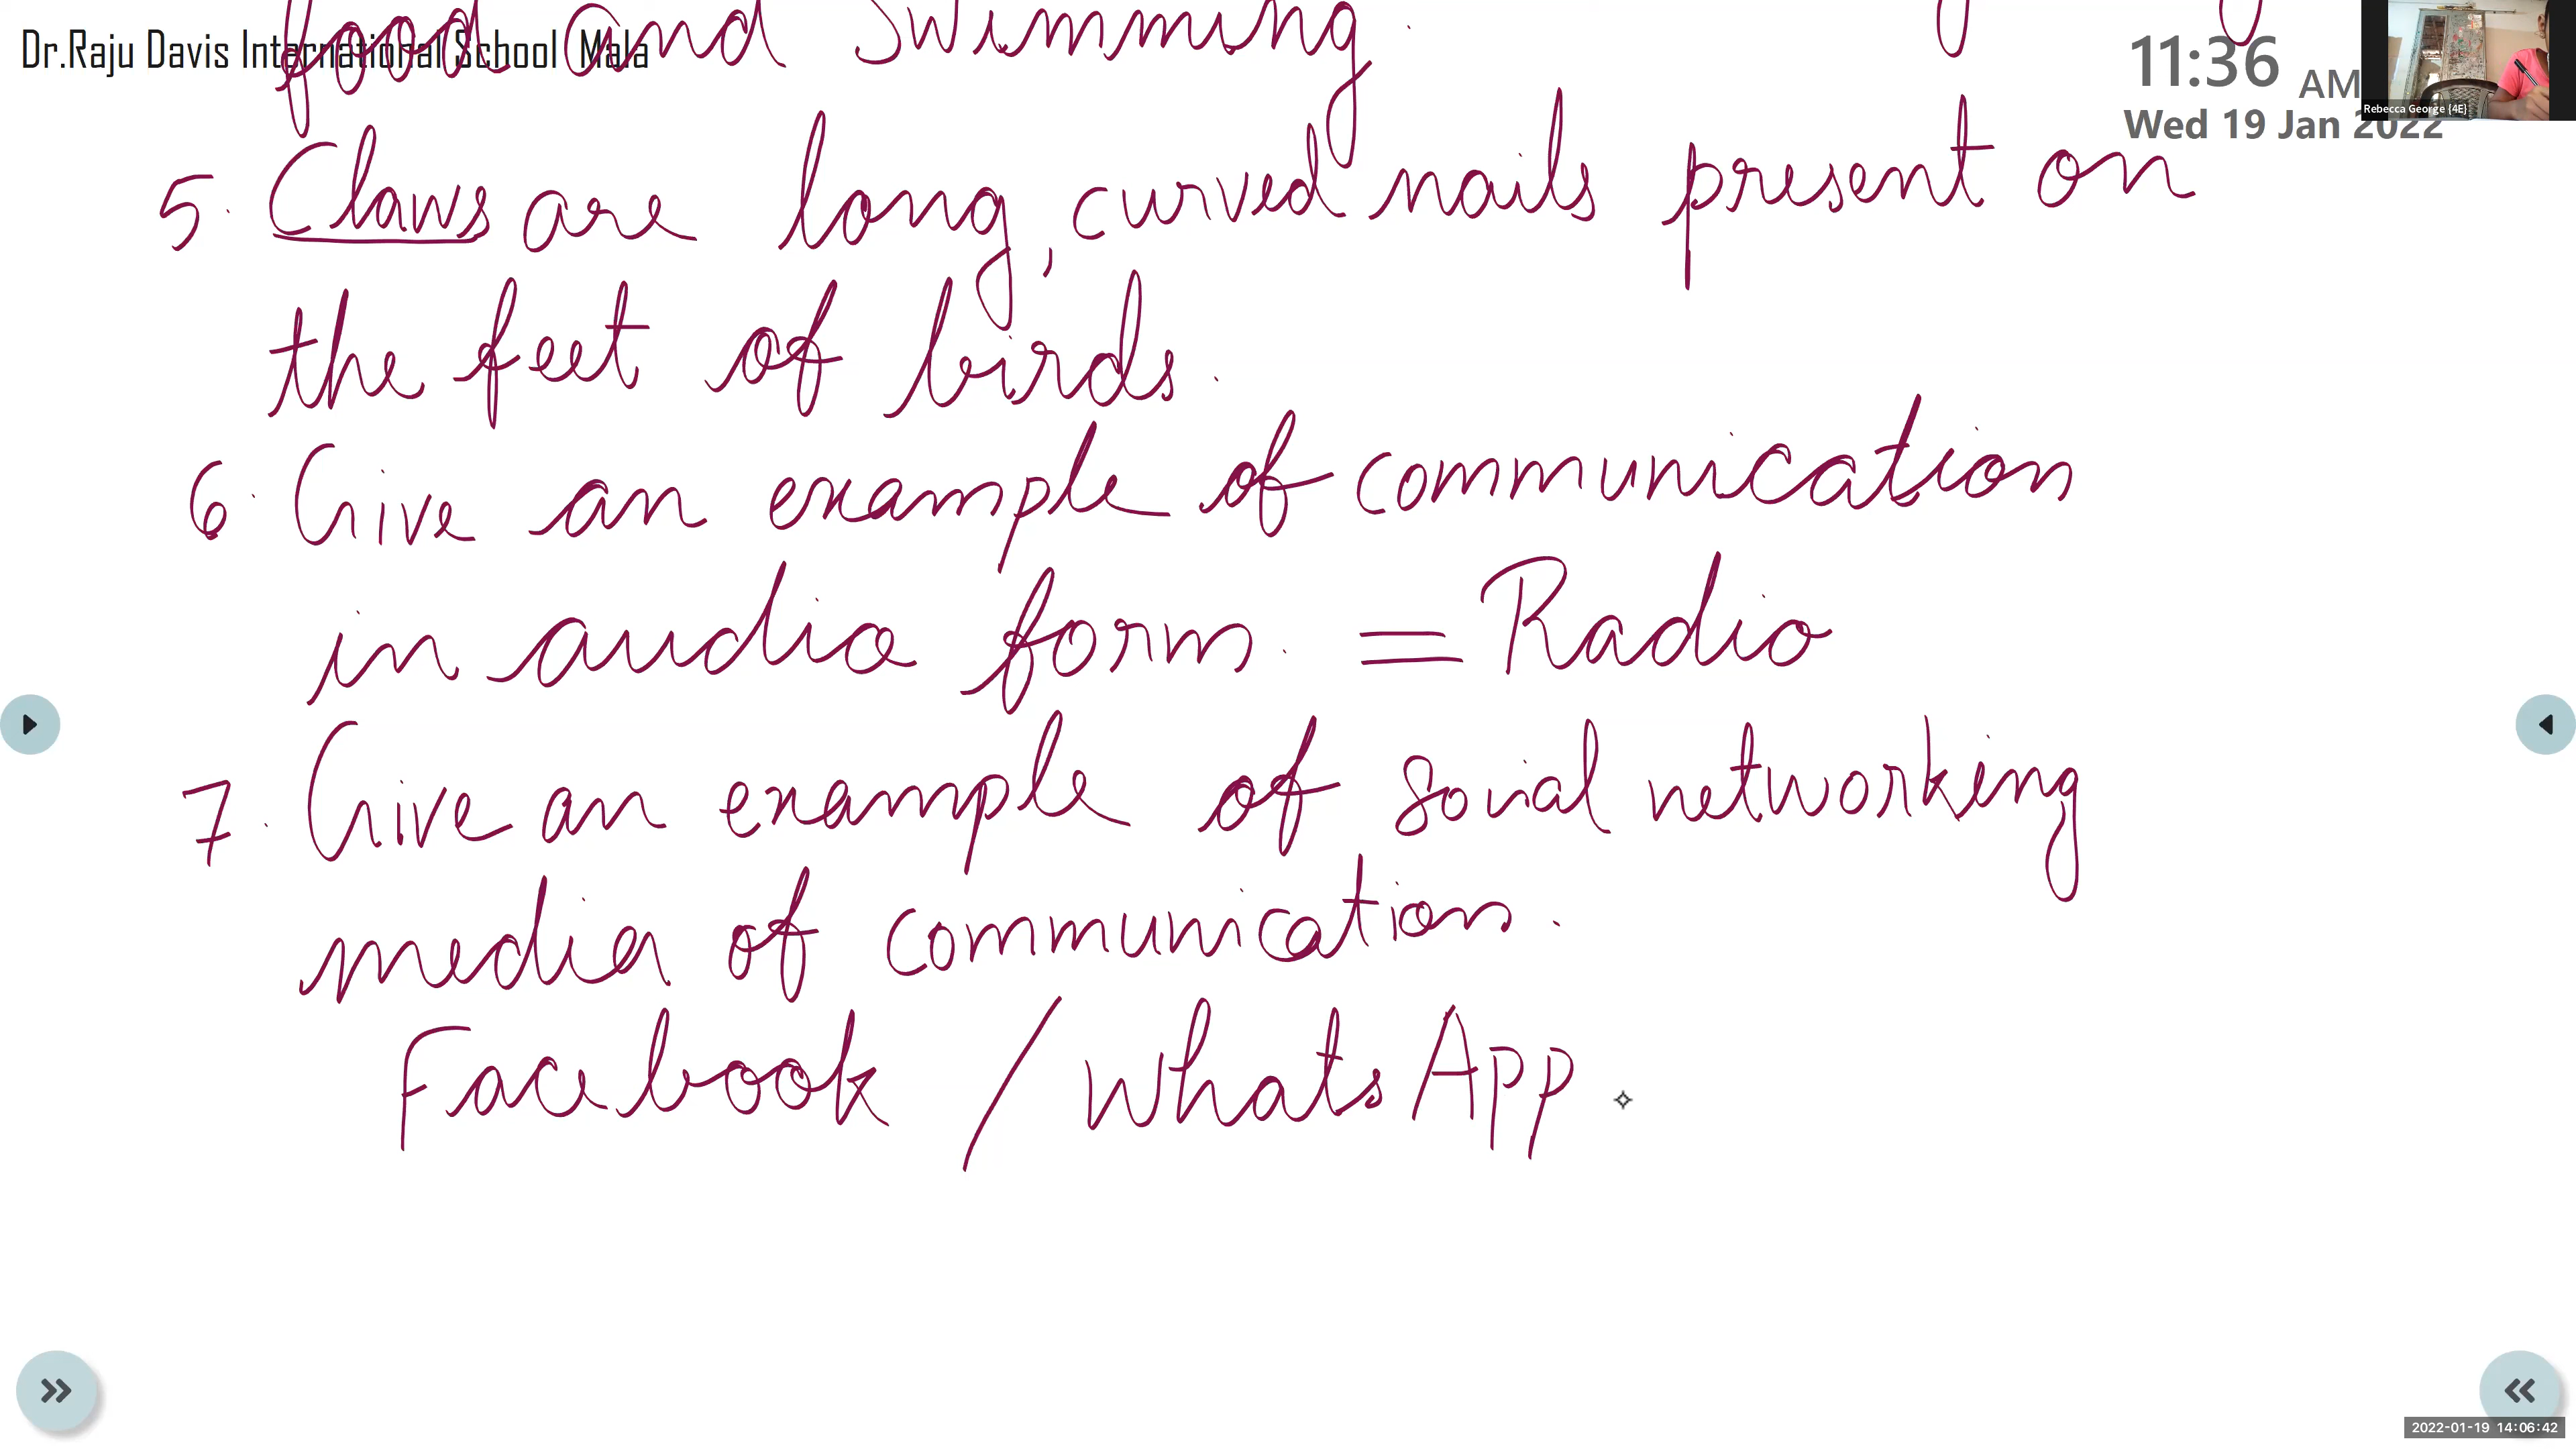 food and swimming.
Dr.Raju Davis International School Mala
11:36 AM
Wed 19 Jan 2022
Rebecca George (4E)
5. Claws are long, curved nails present on
the feet of birds.
6. Give an example of communication
in audio form. = Radio
7. Give an example of social networking
media of communication.
Facebook / WhatsApp
2022-01-19 14:06:42